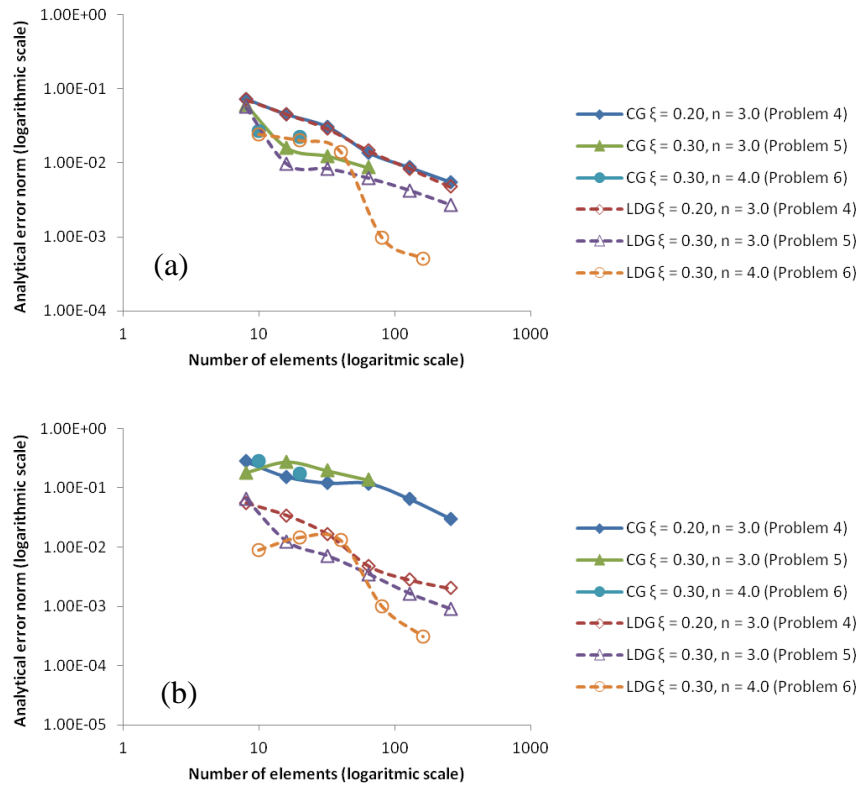 1.00E+00
1.00E-01
1.00E-02
1.00E-03
1.00E-04
Analytical error norm (logarithmic scale)
(a)
1 10 100 1000
Number of elements (logaritmic scale)
CG ξ = 0.20, n = 3.0 (Problem 4)
CG ξ = 0.30, n = 3.0 (Problem 5)
CG ξ = 0.30, n = 4.0 (Problem 6)
LDG ξ = 0.20, n = 3.0 (Problem 4)
LDG ξ = 0.30, n = 3.0 (Problem 5)
LDG ξ = 0.30, n = 4.0 (Problem 6)
1.00E+00
1.00E-01
1.00E-02
1.00E-03
1.00E-04
1.00E-05
Analytical error norm (logarithmic scale)
(b)
1 10 100 1000
Number of elements (logaritmic scale)
CG ξ = 0.20, n = 3.0 (Problem 4)
CG ξ = 0.30, n = 3.0 (Problem 5)
CG ξ = 0.30, n = 4.0 (Problem 6)
LDG ξ = 0.20, n = 3.0 (Problem 4)
LDG ξ = 0.30, n = 3.0 (Problem 5)
LDG ξ = 0.30, n = 4.0 (Problem 6)